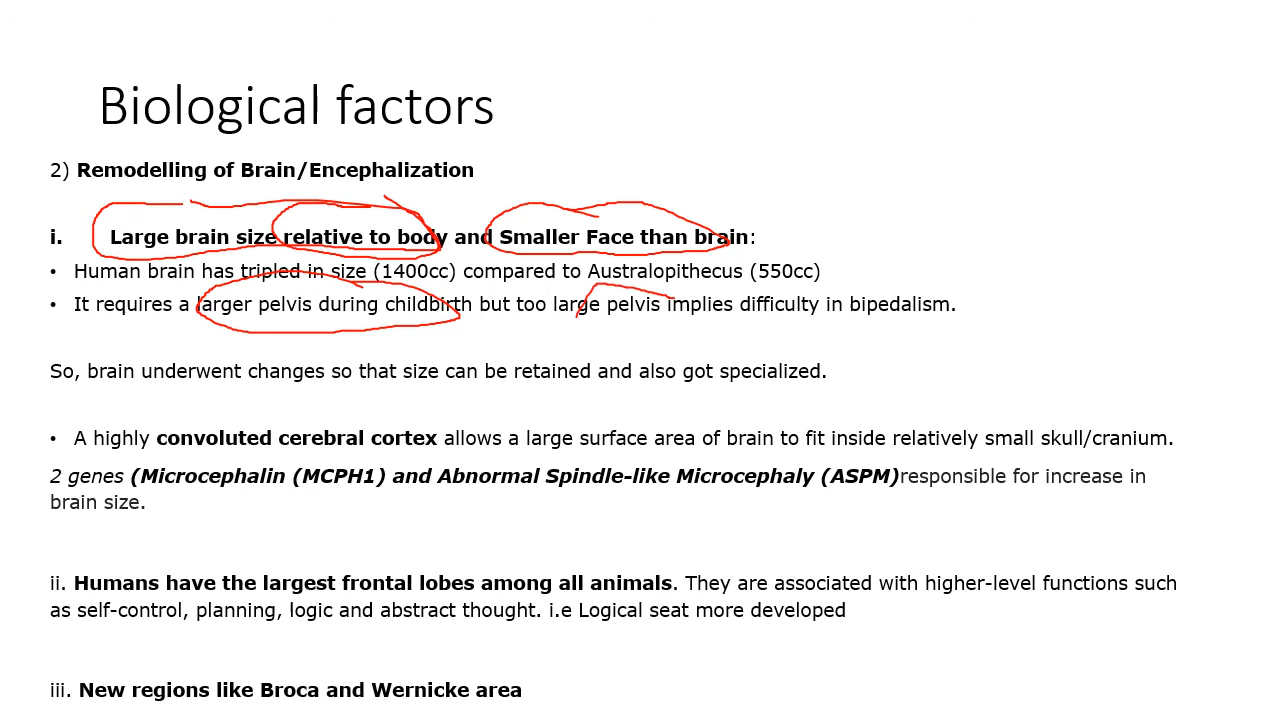 Biological factors
2) Remodelling of Brain/Encephalization
i. Large brain size relative to body and Smaller Face than brain:
• Human brain has tripled in size (1400cc) compared to Australopithecus (550cc)
• It requires a larger pelvis during childbirth but too large pelvis implies difficulty in bipedalism.
So, brain underwent changes so that size can be retained and also got specialized.
• A highly convoluted cerebral cortex allows a large surface area of brain to fit inside relatively small skull/cranium.
2 genes (Microcephalin (MCPH1) and Abnormal Spindle-like Microcephaly (ASPM)responsible for increase in
brain size.
ii. Humans have the largest frontal lobes among all animals. They are associated with higher-level functions such
as self-control, planning, logic and abstract thought. i.e Logical seat more developed
iii. New regions like Broca and Wernicke area